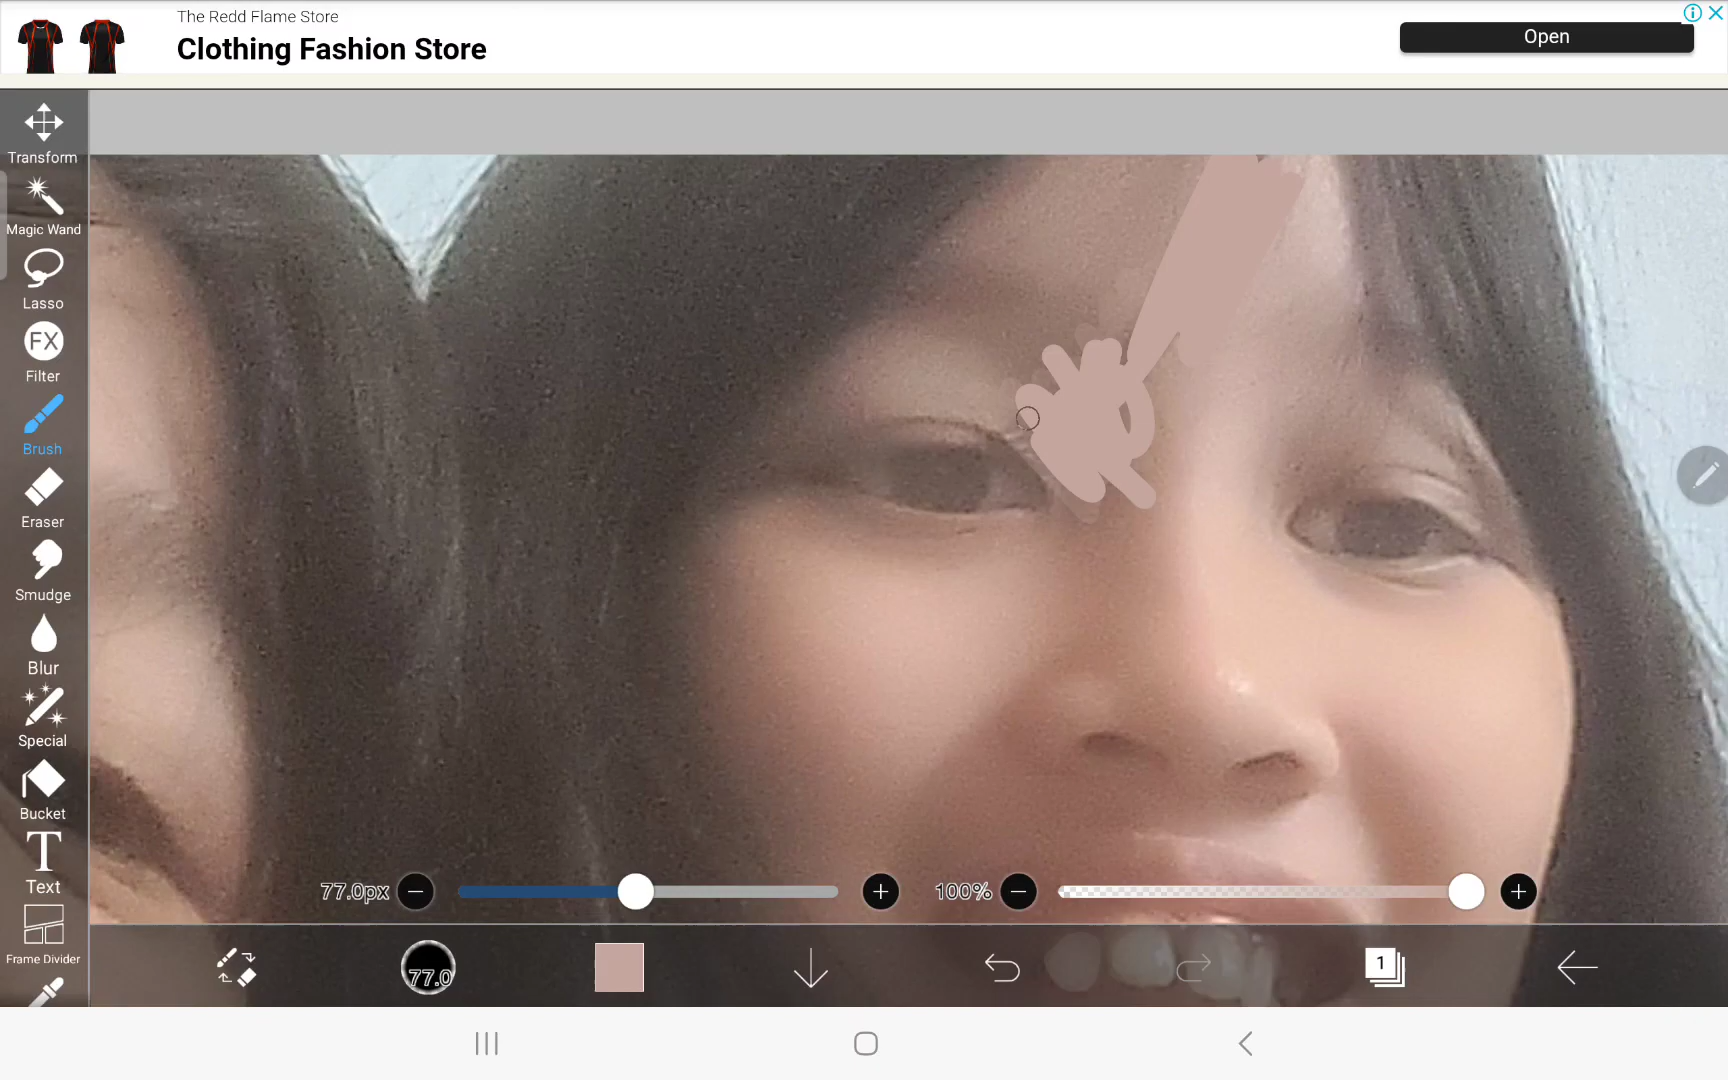 The Redd Flame Store
Clothing Fashion Store
Open
Transform
Magic Wand
Lasso
FX
Filter
Brush
Eraser
Smudge
Blur
Special
Bucket
T
Text
Frame Divider
77.0px
100%
77.0
1